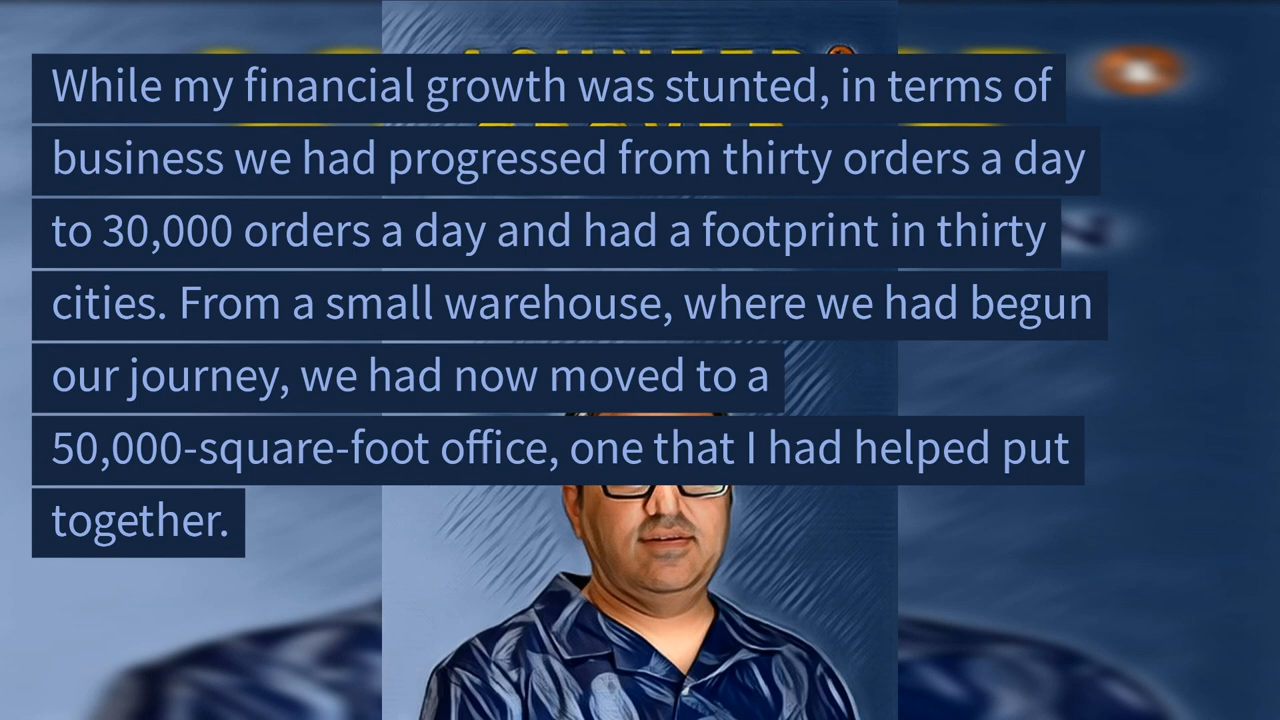 While my financial growth was stunted, in terms of
business we had progressed from thirty orders a day
to 30,000 orders a day and had a footprint in thirty
cities. From a small warehouse, where we had begun
our journey, we had now moved to a
50,000-square-foot office, one that I had helped put
together.